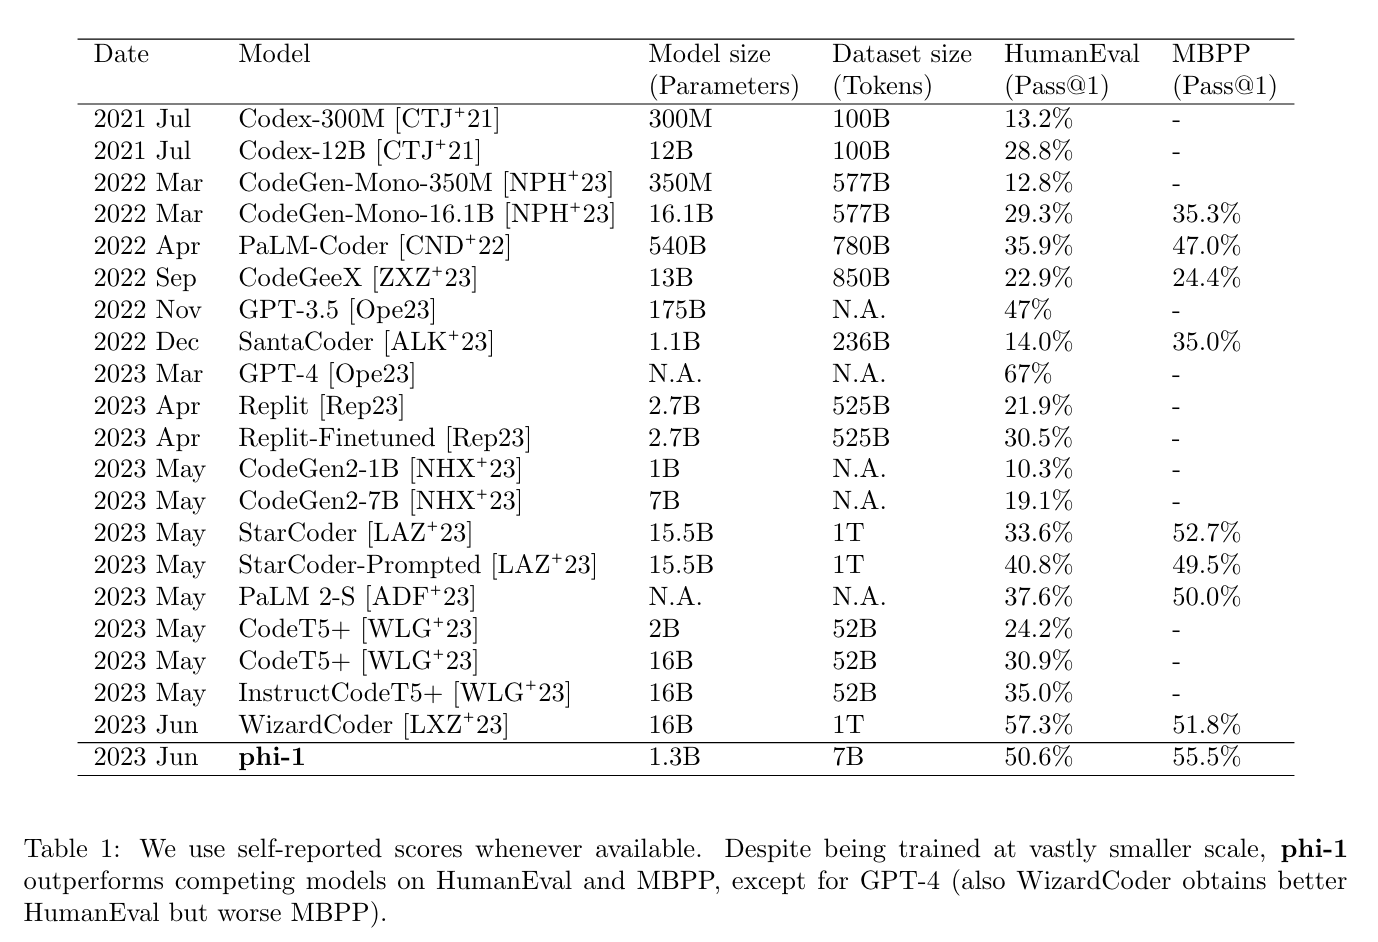 Date Model Model size Dataset size HumanEval MBPP
(Parameters) (Tokens) (Pass@1) (Pass@1)
2021 Jul Codex-300M [CTJ+21] 300M 100B 13.2% -
2021 Jul Codex-12B [CTJ+21] 12B 100B 28.8% -
2022 Mar CodeGen-Mono-350M [NPH+23] 350M 577B 12.8% -
2022 Mar CodeGen-Mono-16.1B [NPH+23] 16.1B 577B 29.3% 35.3%
2022 Apr PaLM-Coder [CND+22] 540B 780B 35.9% 47.0%
2022 Sep CodeGeeX [ZXZ+23] 13B 850B 22.9% 24.4%
2022 Nov GPT-3.5 [Ope23] 175B N.A. 47% -
2022 Dec SantaCoder [ALK+23] 1.1B 236B 14.0% 35.0%
2023 Mar GPT-4 [Ope23] N.A. N.A. 67% -
2023 Apr Replit [Rep23] 2.7B 525B 21.9% -
2023 Apr Replit-Finetuned [Rep23] 2.7B 525B 30.5% -
2023 May CodeGen2-1B [NHX+23] 1B N.A. 10.3% -
2023 May CodeGen2-7B [NHX+23] 7B N.A. 19.1% -
2023 May StarCoder [LAZ+23] 15.5B 1T 33.6% 52.7%
2023 May StarCoder-Prompted [LAZ+23] 15.5B 1T 40.8% 49.5%
2023 May PaLM 2-S [ADF+23] N.A. N.A. 37.6% 50.0%
2023 May CodeT5+ [WLG+23] 2B 52B 24.2% -
2023 May CodeT5+ [WLG+23] 16B 52B 30.9% -
2023 May InstructCodeT5+ [WLG+23] 16B 52B 35.0% -
2023 Jun WizardCoder [LXZ+23] 16B 1T 57.3% 51.8%
2023 Jun phi-1 1.3B 7B 50.6% 55.5%
Table 1: We use self-reported scores whenever available. Despite being trained at vastly smaller scale, phi-1
outperforms competing models on HumanEval and MBPP, except for GPT-4 (also WizardCoder obtains better
HumanEval but worse MBPP).